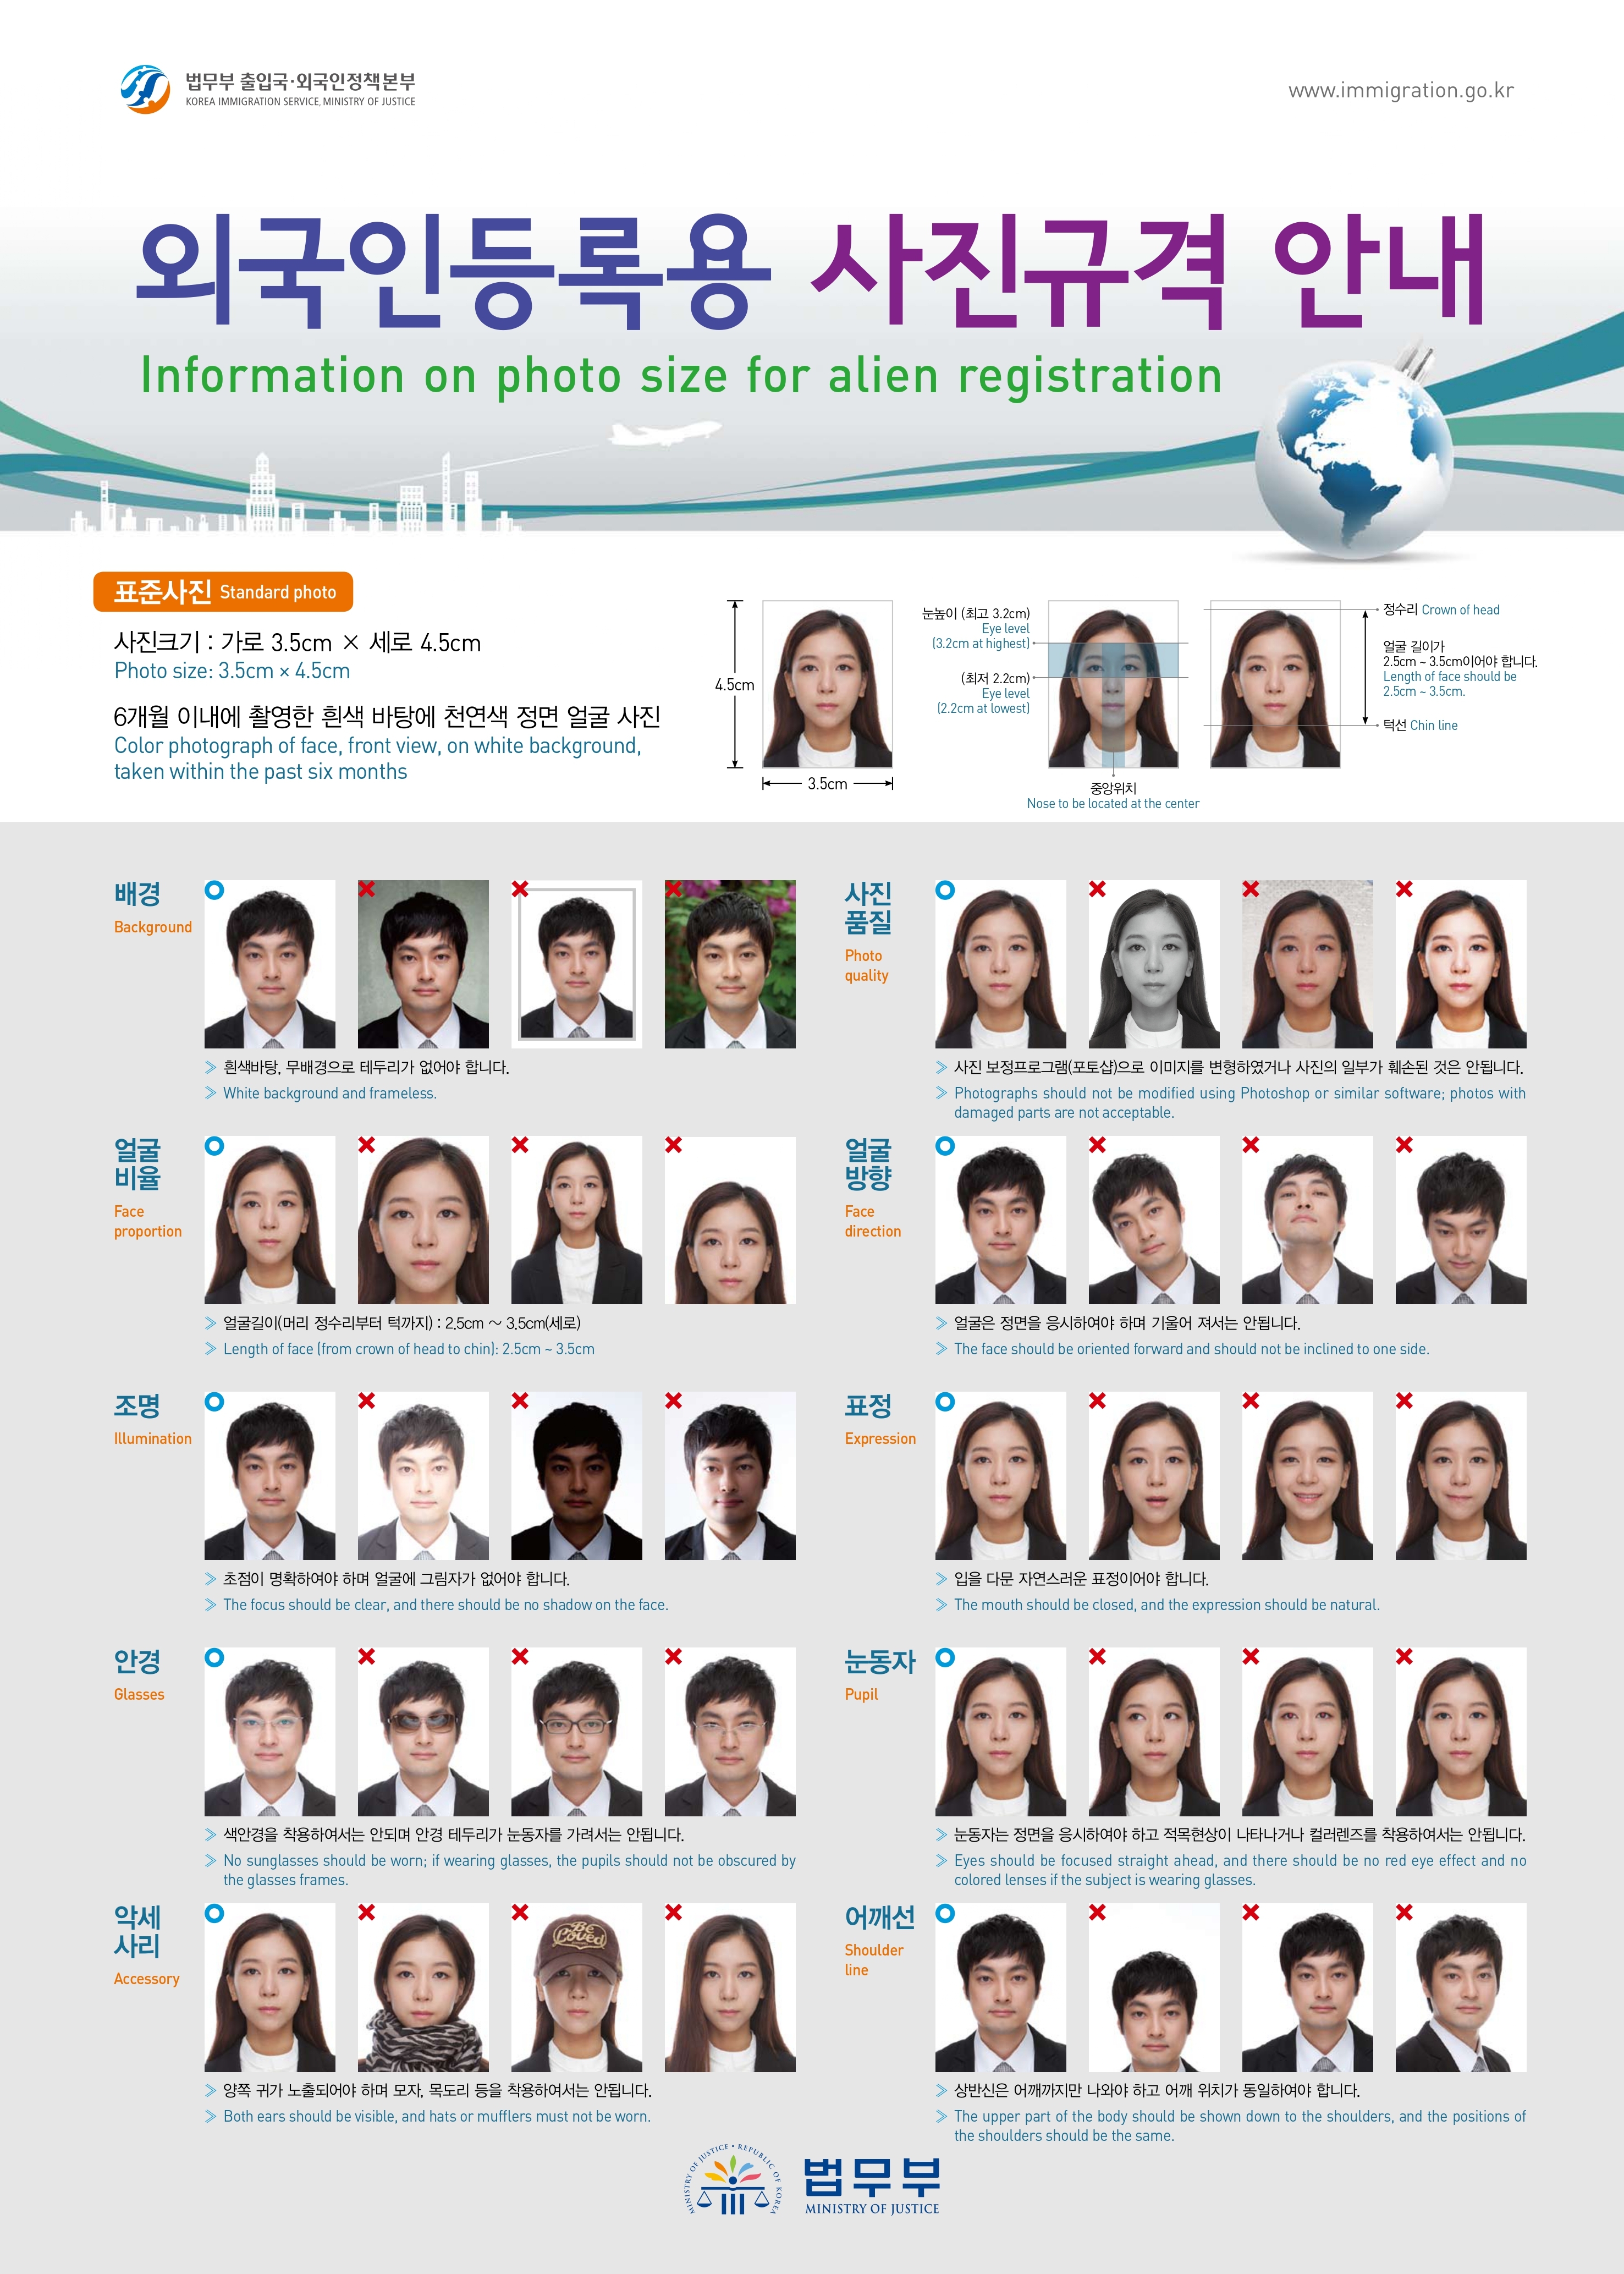 법무부 출입국·외국인정책본부
KOREA IMMIGRATION SERVICE, MINISTRY OF JUSTICE
www.immigration.go.kr
외국인등록용 사진규격 안내
Information on photo size for alien registration
표준사진 Standard photo
사진크기 : 가로 3.5cm × 세로 4.5cm
Photo size: 3.5cm × 4.5cm
6개월 이내에 촬영한 흰색 바탕에 천연색 정면 얼굴 사진
Color photograph of face, front view, on white background,
taken within the past six months
4.5cm
3.5cm
눈높이 (최고 3.2cm)
Eye level
(3.2cm at highest)
(최저 2.2cm)
Eye level
(2.2cm at lowest)
중앙위치
Nose to be located at the center
정수리 Crown of head
얼굴 길이가
2.5cm ~ 3.5cm이어야 합니다.
Length of face should be
2.5cm ~ 3.5cm.
턱선 Chin line
배경
Background
흰색바탕, 무배경으로 테두리가 없어야 합니다.
White background and frameless.
사진
품질
Photo
quality
사진 보정프로그램(포토샵)으로 이미지를 변형하였거나 사진의 일부가 훼손된 것은 안됩니다.
Photographs should not be modified using Photoshop or similar software; photos with
damaged parts are not acceptable.
얼굴
비율
Face
proportion
얼굴길이(머리 정수리부터 턱까지) : 2.5cm ~ 3.5cm(세로)
Length of face (from crown of head to chin): 2.5cm ~ 3.5cm
얼굴
방향
Face
direction
얼굴은 정면을 응시하여야 하며 기울어 져서는 안됩니다.
The face should be oriented forward and should not be inclined to one side.
조명
Illumination
초점이 명확하여야 하며 얼굴에 그림자가 없어야 합니다.
The focus should be clear, and there should be no shadow on the face.
표정
Expression
입을 다문 자연스러운 표정이어야 합니다.
The mouth should be closed, and the expression should be natural.
안경
Glasses
색안경을 착용하여서는 안되며 안경 테두리가 눈동자를 가려서는 안됩니다.
No sunglasses should be worn; if wearing glasses, the pupils should not be obscured by
the glasses frames.
눈동자
Pupil
눈동자는 정면을 응시하여야 하고 적목현상이 나타나거나 컬러렌즈를 착용하여서는 안됩니다.
Eyes should be focused straight ahead, and there should be no red eye effect and no
colored lenses if the subject is wearing glasses.
악세
사리
Accessory
Be
Loved
양쪽 귀가 노출되어야 하며 모자, 목도리 등을 착용하여서는 안됩니다.
Both ears should be visible, and hats or mufflers must not be worn.
어깨선
Shoulder
line
상반신은 어깨까지만 나와야 하고 어깨 위치가 동일하여야 합니다.
The upper part of the body should be shown down to the shoulders, and the positions of
the shoulders should be the same.
MINISTRY OF JUSTICE • REPUBLIC OF KOREA
법무부
MINISTRY OF JUSTICE